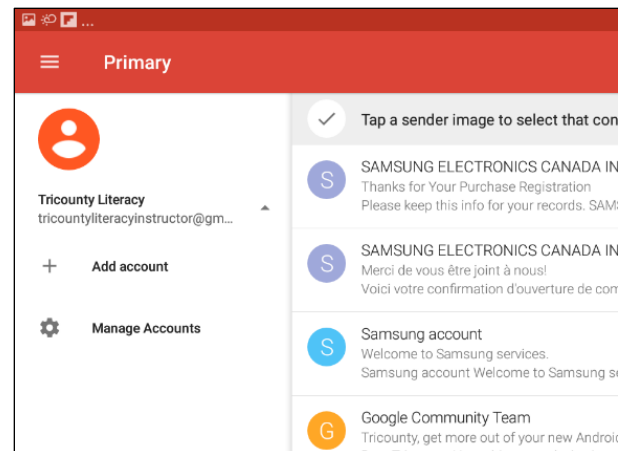 ...
Primary
Tricounty Literacy
tricountyliteracyinstructor@gm...
Add account
Manage Accounts
Tap a sender image to select that con
S
SAMSUNG ELECTRONICS CANADA IN
Thanks for Your Purchase Registration
Please keep this info for your records. SAM
S
SAMSUNG ELECTRONICS CANADA IN
Merci de vous être joint à nous!
Voici votre confirmation d'ouverture de com
S
Samsung account
Welcome to Samsung services.
Samsung account Welcome to Samsung se
G
Google Community Team
Tricounty, get more out of your new Android